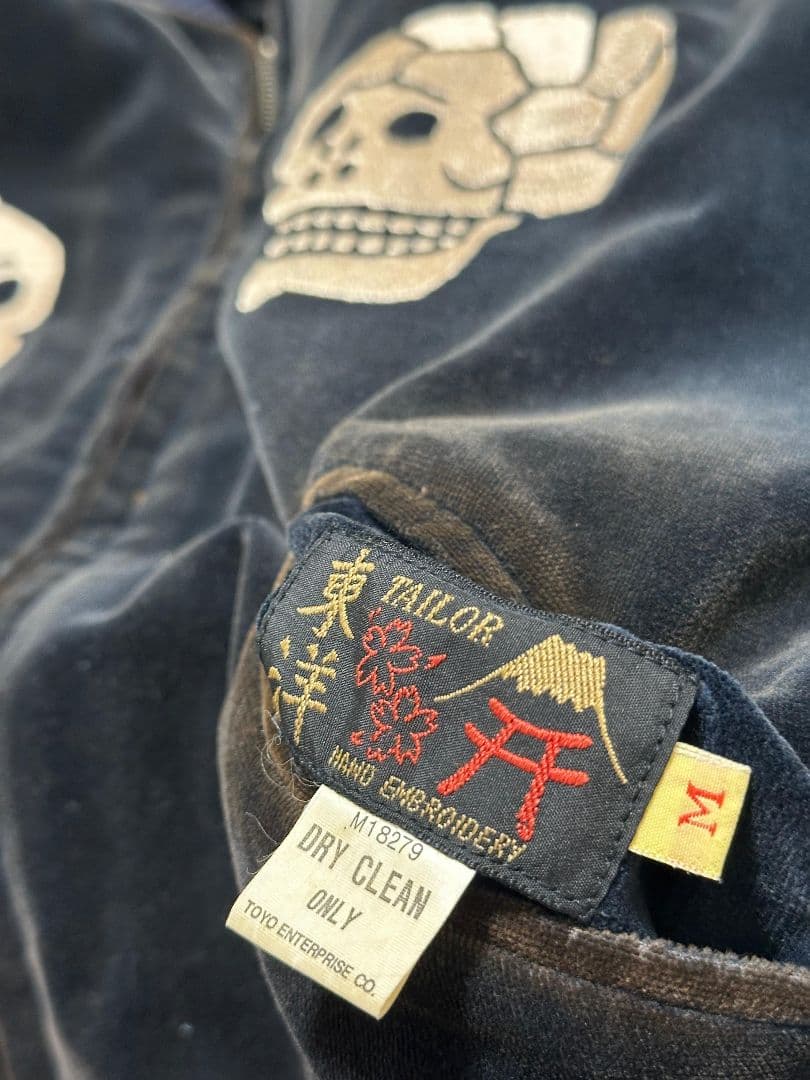 東洋
TAILOR
HAND EMBROIDERY
M
M18279
DRY CLEAN
ONLY
TOYO ENTERPRISE CO.